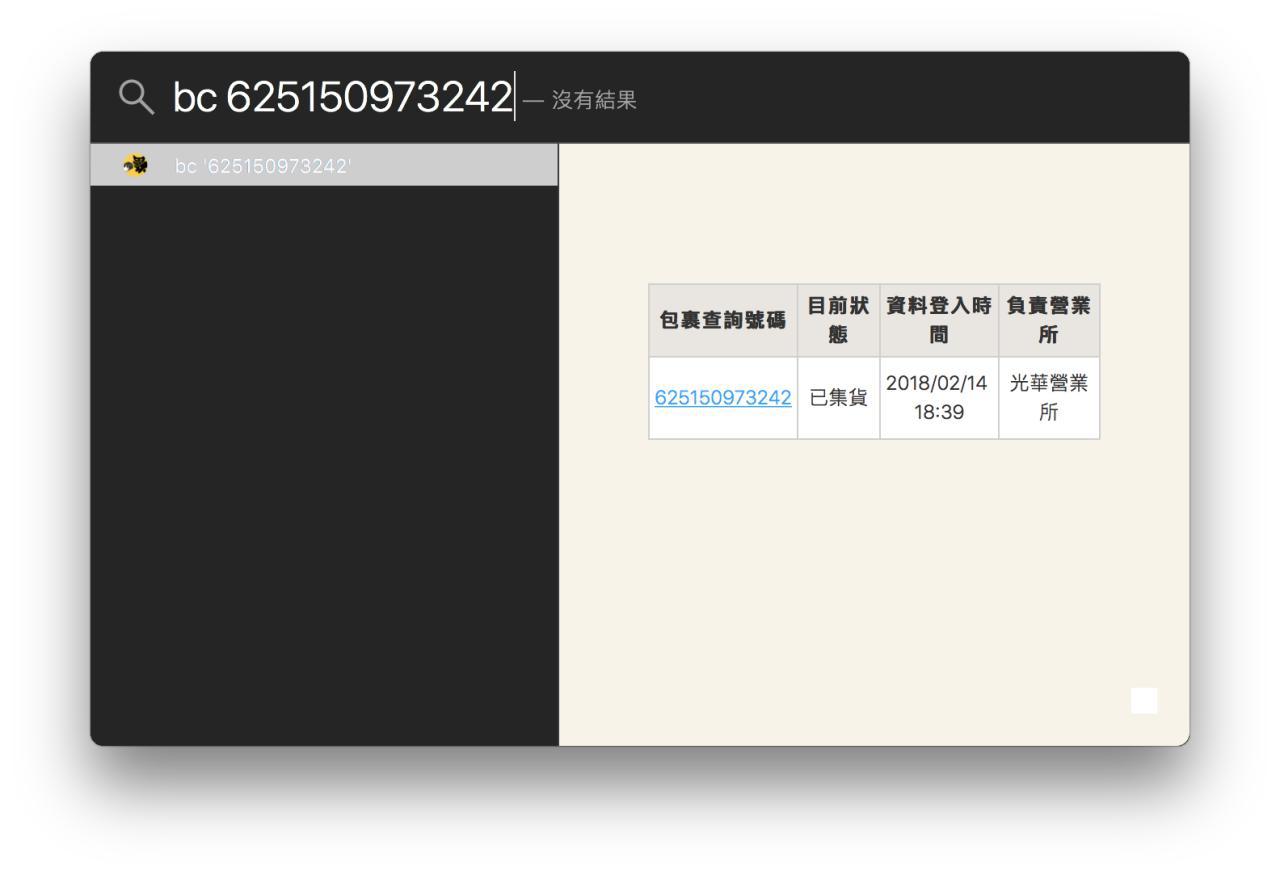 bc 625150973242 — 沒有結果
bc '625150973242'
包裹查詢號碼
目前狀
態
資料登入時
間
負責營業
所
625150973242
已集貨
2018/02/14
18:39
光華營業
所